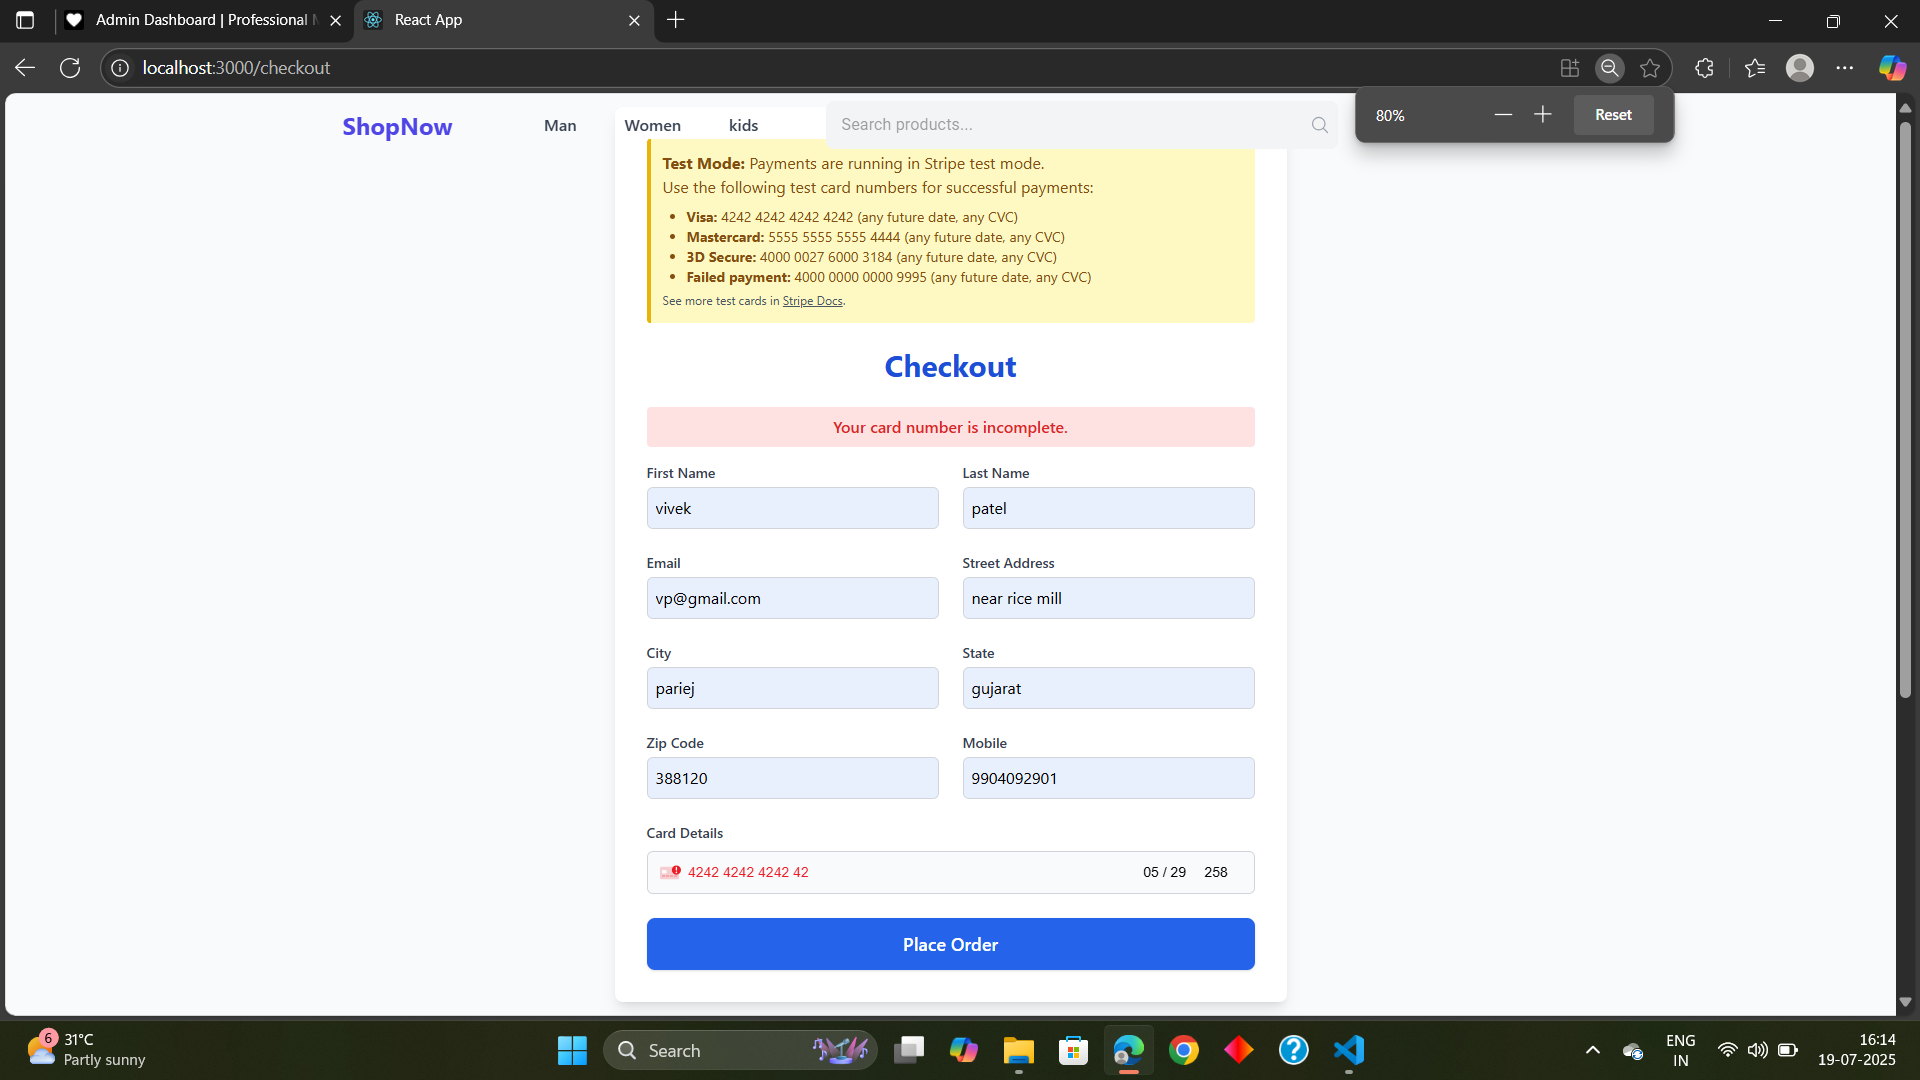 Admin Dashboard | Professional
React App
localhost:3000/checkout
80%
Reset
ShopNow
Man
Women
kids
Search products...
Test Mode: Payments are running in Stripe test mode.
Use the following test card numbers for successful payments:
Visa: 4242 4242 4242 4242 (any future date, any CVC)
Mastercard: 5555 5555 5555 4444 (any future date, any CVC)
3D Secure: 4000 0027 6000 3184 (any future date, any CVC)
Failed payment: 4000 0000 0000 9995 (any future date, any CVC)
See more test cards in Stripe Docs.
Checkout
Your card number is incomplete.
First Name
Last Name
vivek
patel
Email
Street Address
vp@gmail.com
near rice mill
City
State
pariej
gujarat
Zip Code
Mobile
388120
9904092901
Card Details
4242 4242 4242 42
05 / 29
258
Place Order
6
31°C
Partly sunny
Search
ENG
IN
16:14
19-07-2025